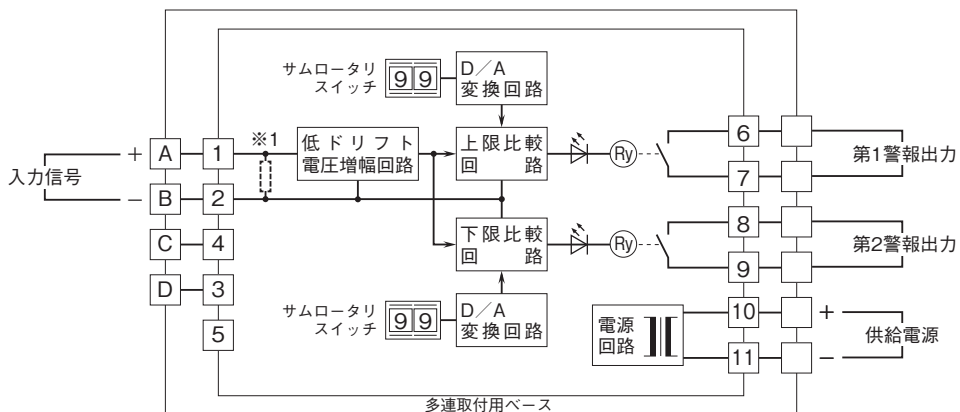 サムロータリ
スイッチ
9 9
D／A
変換回路
※1
低ドリフト
電圧増幅回路
上限比較
回路
Ry
6
7
第1警報出力
入力信号
+ A 1
− B 2
C 4
D 3
5
下限比較
回路
Ry
8
9
第2警報出力
サムロータリ
スイッチ
9 9
D／A
変換回路
電源
回路
10 +
11 −
供給電源
多連取付用ベース